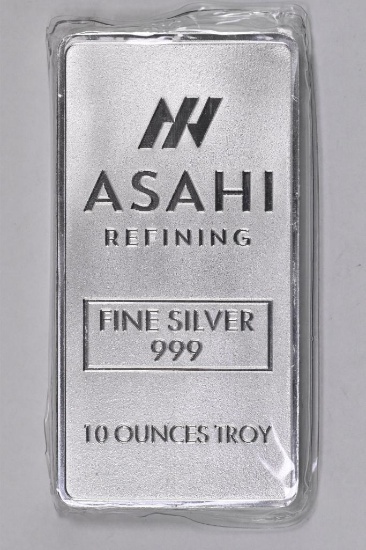 ASAHI
REFINING
FINE SILVER
999
10 OUNCES TROY